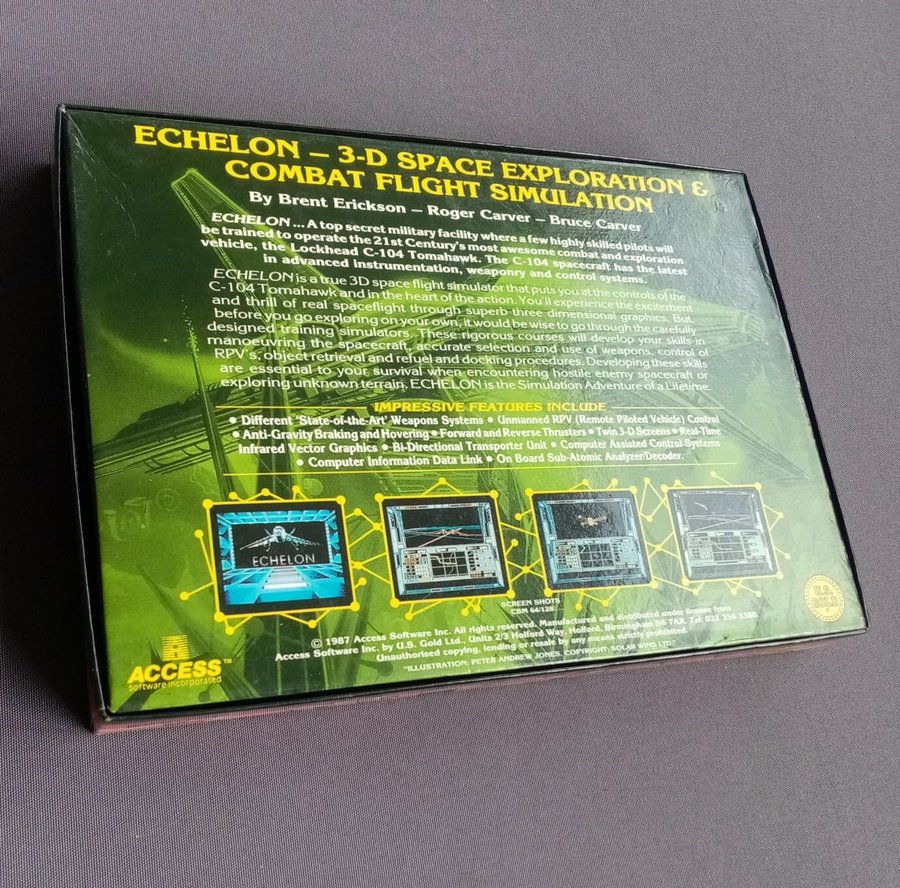 ECHELON – 3-D SPACE EXPLORATION &
COMBAT FLIGHT SIMULATION
By Brent Erickson – Roger Carver – Bruce Carver
ECHELON ... A top secret military facility where a few highly skilled pilots will
be trained to operate the 21st Century's most awesome combat and exploration
vehicle, the Lockhead C-104 Tomahawk. The C-104 spacecraft has the latest
in advanced instrumentation, weaponry and control systems.
ECHELON is a true 3D space flight simulator that puts you at the controls of the
C-104 Tomahawk and in the heart of the action. You'll experience the excitement
and thrill of real spaceflight through superb three dimensional graphics. But
before you go exploring on your own, it would be wise to go through the carefully
designed training simulators. These rigorous courses will develop your skills in
manoeuvring the spacecraft, accurate selection and use of weapons, control of
RPV's, object retrieval and refuel and docking procedures. Developing these skills
are essential to your survival when encountering hostile enemy spacecraft or
exploring unknown terrain. ECHELON is the Simulation Adventure of a Lifetime.
IMPRESSIVE FEATURES INCLUDE
• Different 'State-of-the-Art' Weapons Systems • Unmanned RPV (Remote Piloted Vehicle) Control
• Anti-Gravity Braking and Hovering • Forward and Reverse Thrusters • Twin 3-D Screens • Real-Time
Infrared Vector Graphics • Bi-Directional Transporter Unit • Computer Assisted Control Systems
• Computer Information Data Link • On Board Sub-Atomic Analyzer/Decoder.
ECHELON
SCREEN SHOTS
CBM 64/128
U.S. GOLD
© 1987 Access Software Inc. All rights reserved. Manufactured and distributed under license from
Access Software Inc. by U.S. Gold Ltd., Units 2/3 Holford Way, Holford, Birmingham B6 7AX. Tel: 021 356 3388.
Unauthorised copying, lending or resale by any means strictly prohibited.
"ILLUSTRATION: PETER ANDREW JONES, COPYRIGHT: SOLAR WIND LTD."
ACCESS™
Software Incorporated